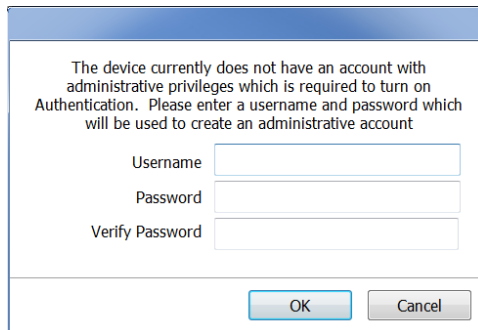 The device currently does not have an account with
administrative privileges which is required to turn on
Authentication.  Please enter a username and password which
will be used to create an administrative account
Username
Password
Verify Password
OK
Cancel